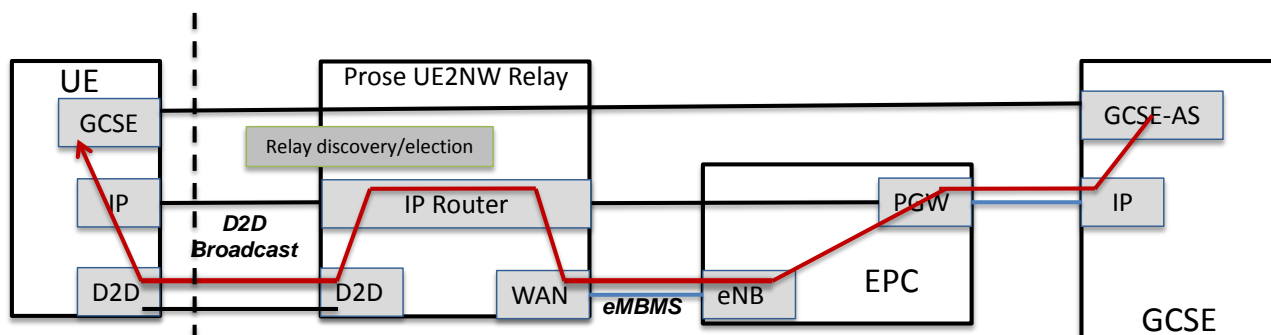 UE
Prose UE2NW Relay
GCSE
GCSE-AS
Relay discovery/election
IP
IP Router
PGW
IP
D2D
Broadcast
D2D
D2D
WAN
eMBMS
eNB
EPC
GCSE